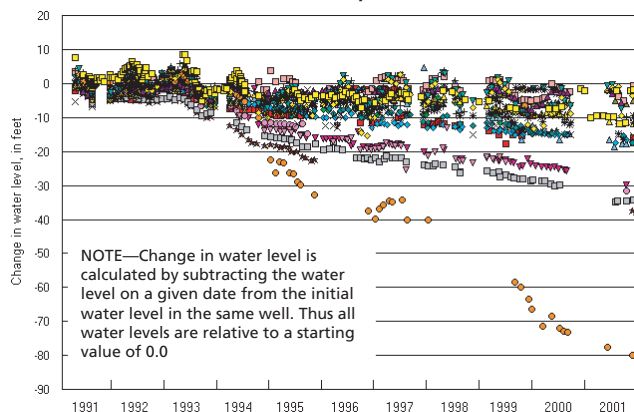 20
10
0
-10
-20
-30
-40
-50
-60
-70
-80
-90
Change in water level, in feet
NOTE—Change in water level is
calculated by subtracting the water
level on a given date from the initial
water level in the same well. Thus all
water levels are relative to a starting
value of 0.0
1991 1992 1993 1994 1995 1996 1997 1998 1999 2000 2001